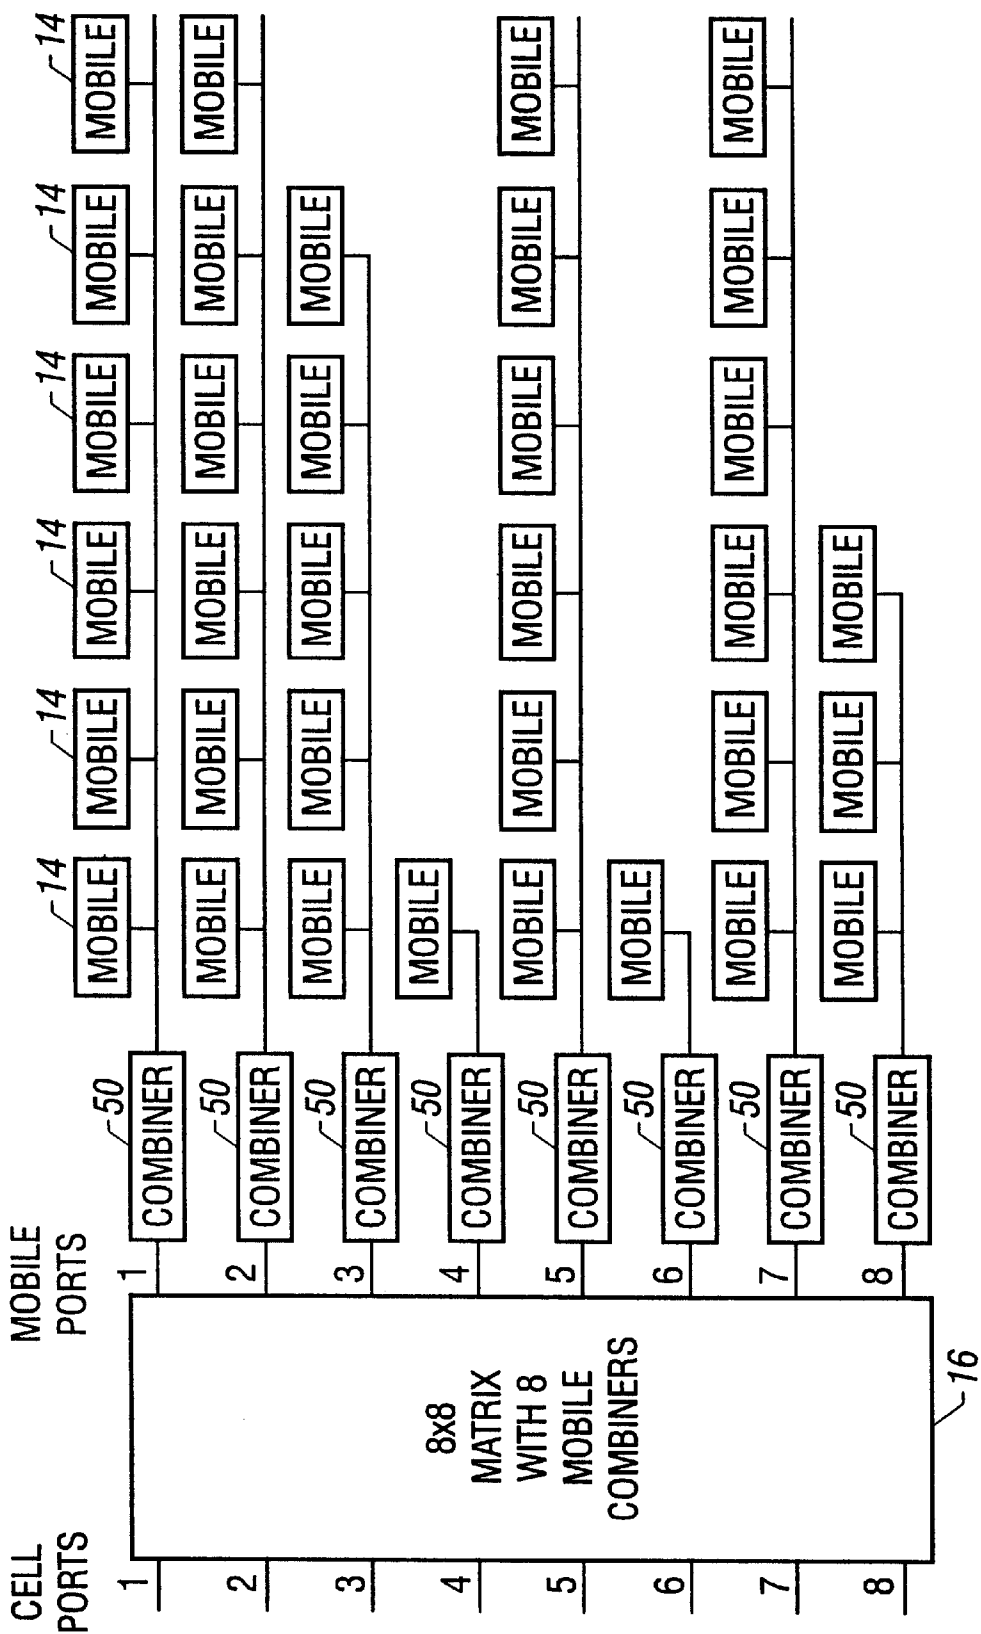 CELL PORTS
MOBILE PORTS
14 14 14 14 14 14
MOBILE MOBILE MOBILE MOBILE MOBILE MOBILE
50
1 1 COMBINER
MOBILE MOBILE MOBILE MOBILE MOBILE MOBILE
50
2 2 COMBINER
MOBILE MOBILE MOBILE MOBILE MOBILE
50
3 3 COMBINER
MOBILE
50
4 4 COMBINER
MOBILE MOBILE MOBILE MOBILE MOBILE MOBILE
50
5 5 COMBINER
MOBILE
50
6 6 COMBINER
MOBILE MOBILE MOBILE MOBILE MOBILE MOBILE
50
7 7 COMBINER
MOBILE MOBILE MOBILE
50
8 8 COMBINER
8x8
MATRIX
WITH 8
MOBILE
COMBINERS
16